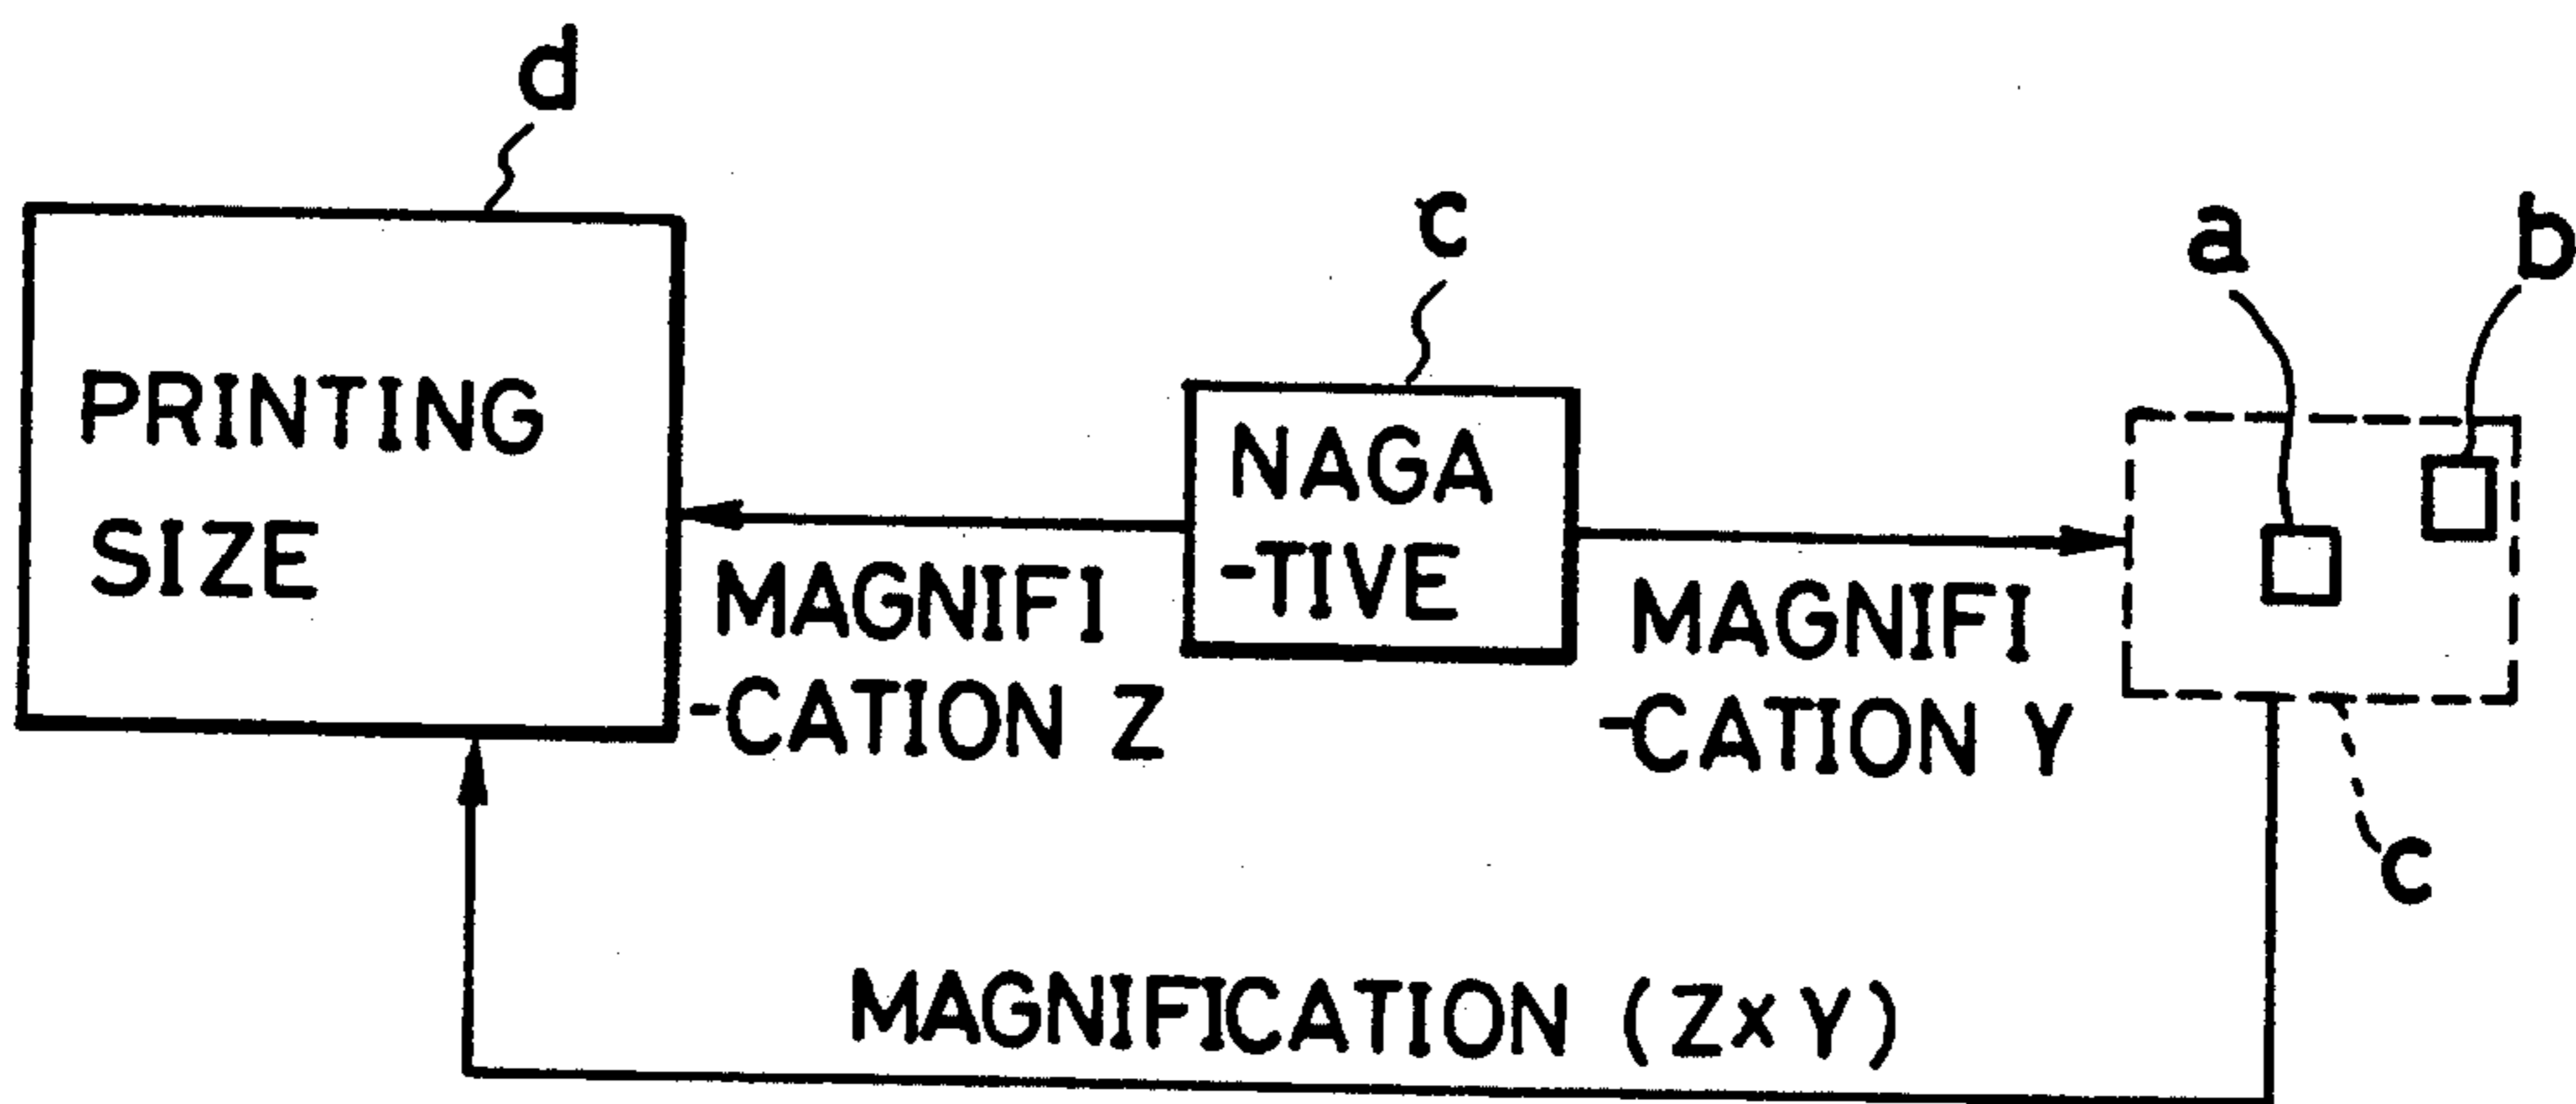 d
c
a
b
PRINTING
SIZE
NAGA
-TIVE
MAGNIFI
-CATION Z
MAGNIFI
-CATION Y
c
MAGNIFICATION (Z×Y)